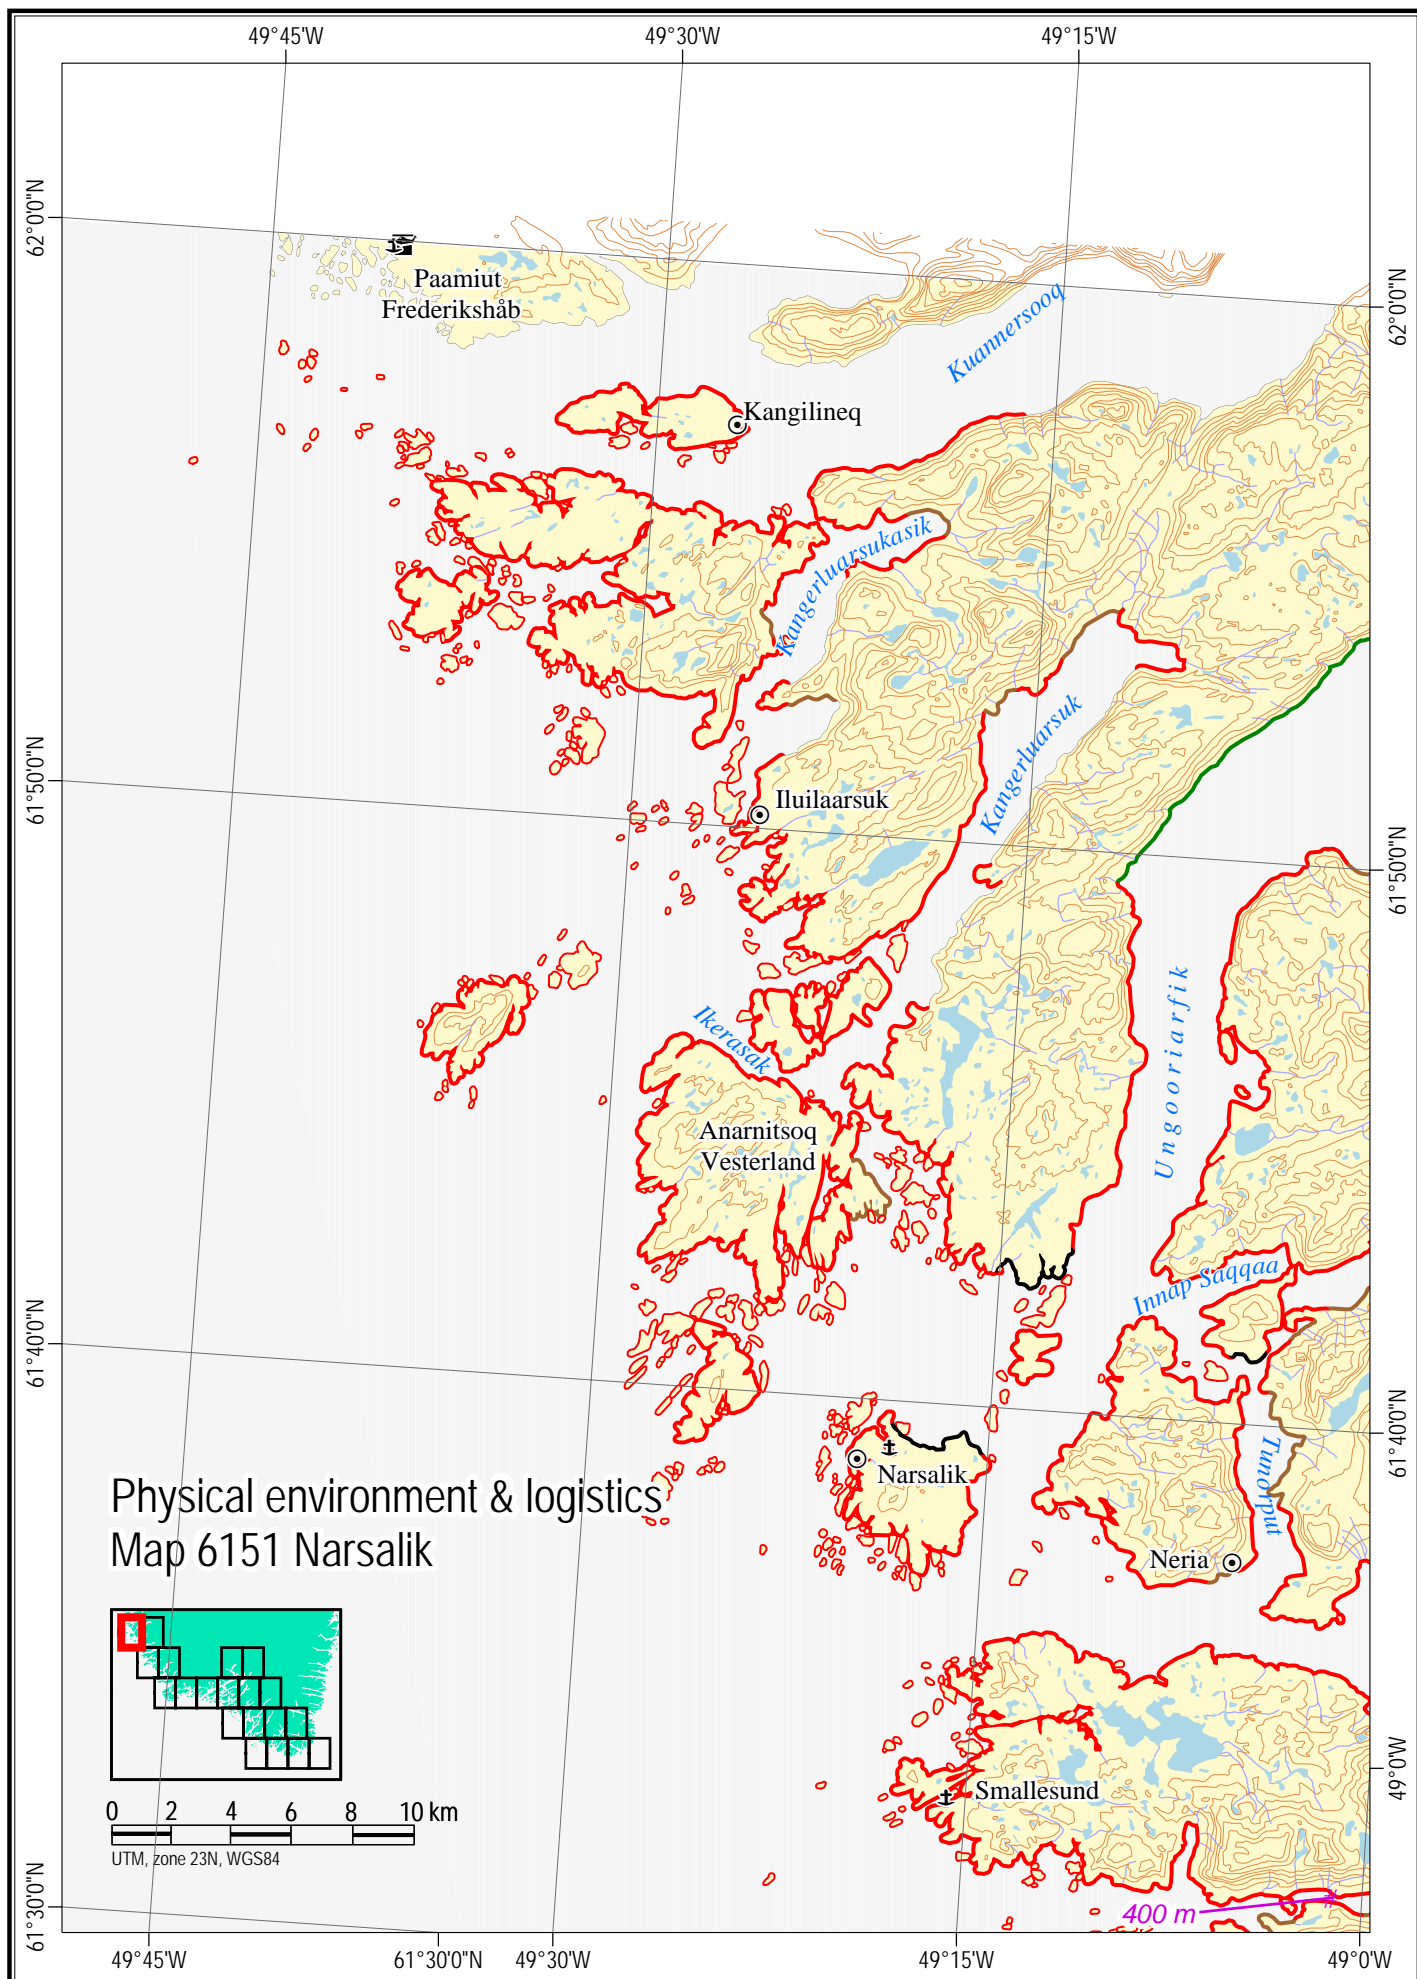 49°45'W
49°30'W
49°15'W
62°0'0"N
62°0'0"N
Paamiut
Frederikshåb
Kuannersooq
Kangilineq
Kangerluarsukasik
Kangerluarsuk
61°50'0"N
Iluilaarsuk
61°50'0"N
Ikerasak
Ungooriarfik
Anarnitsoq
Vesterland
Innap Saqqaa
61°40'0"N
61°40'0"N
Tunorput
Narsalik
Neria
Physical environment & logistics
Map 6151 Narsalik
Smallesund
49°0'W
0 2 4 6 8 10 km
UTM, zone 23N, WGS84
61°30'0"N
400 m
49°45'W
61°30'0"N
49°30'W
49°15'W
49°0'W